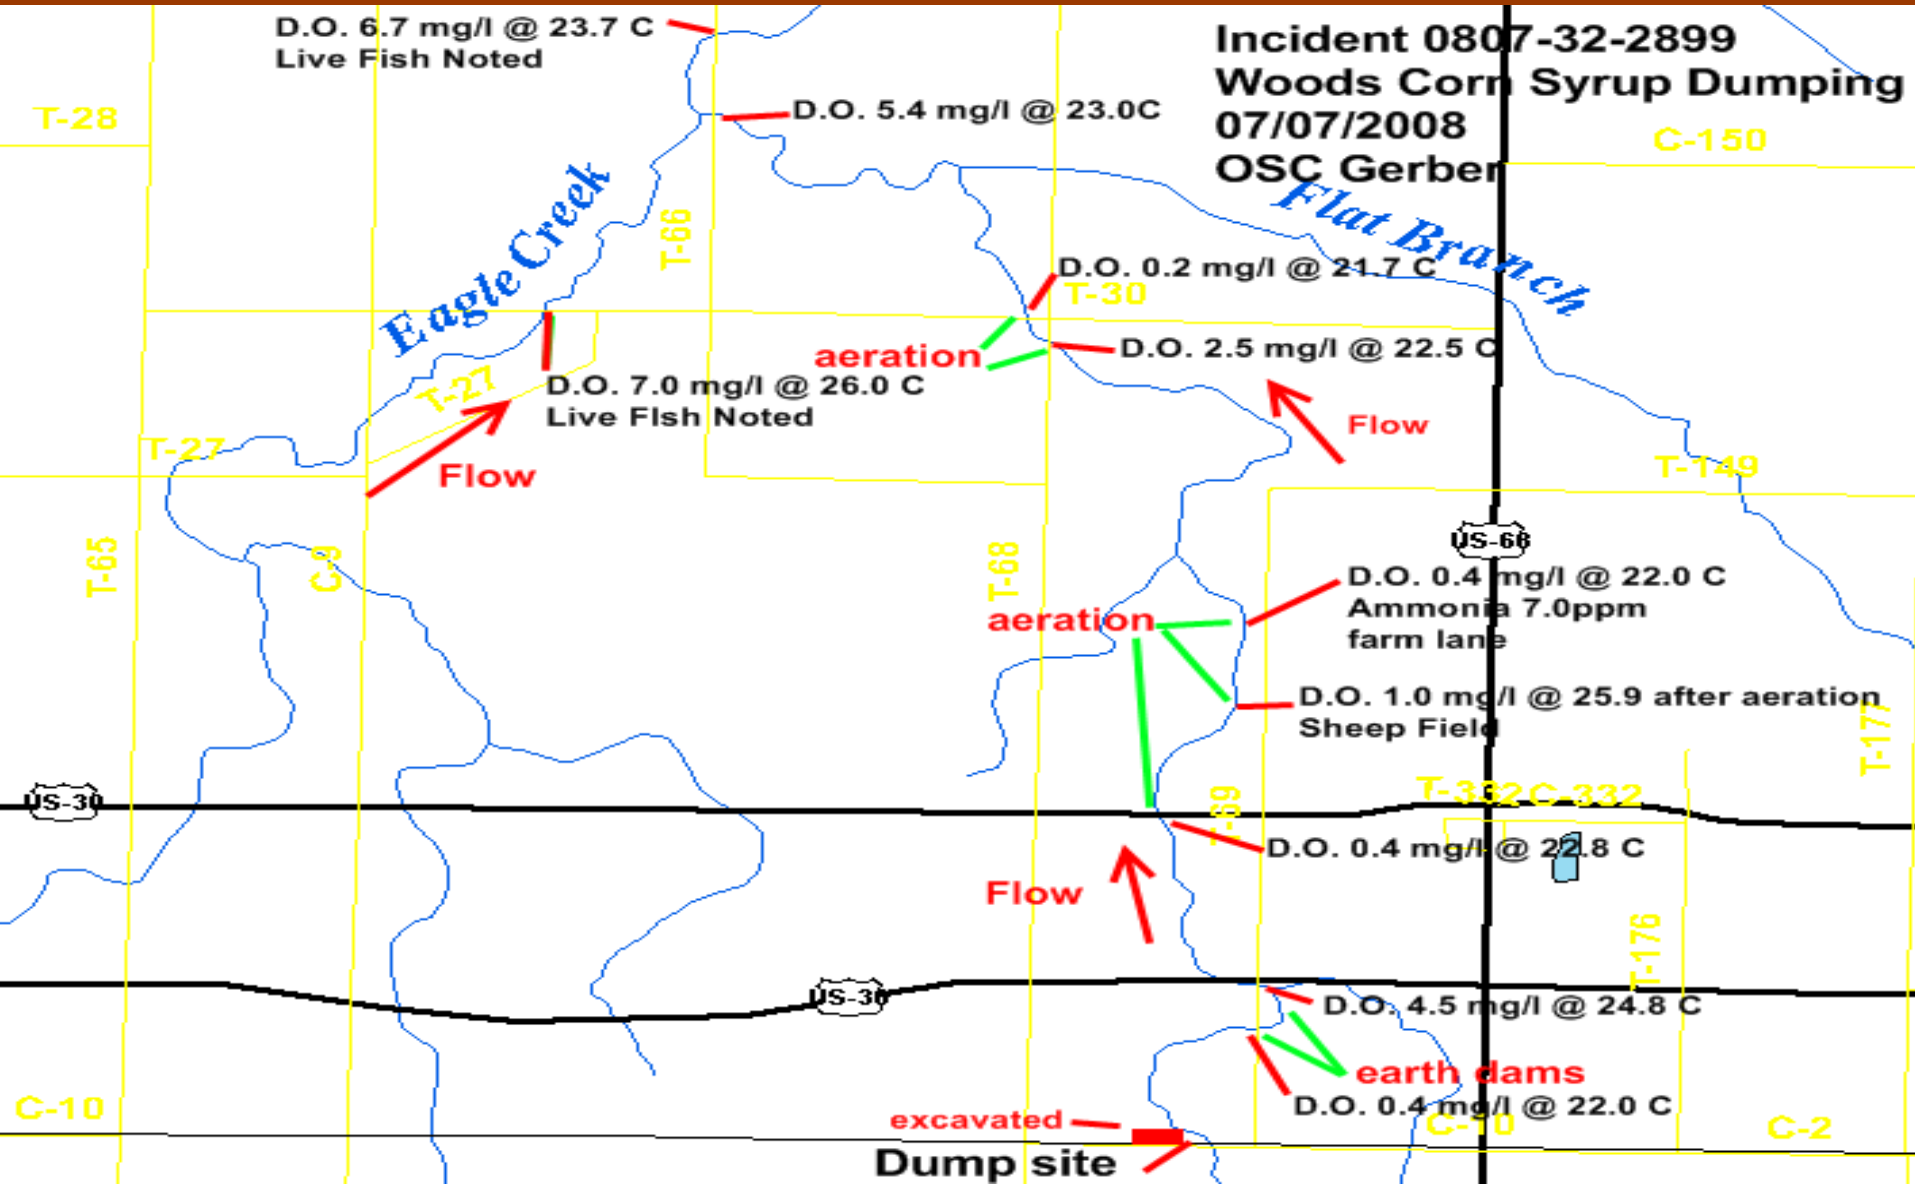 D.O. 6.7 mg/l @ 23.7 C
Live Fish Noted
Incident 0807-32-2899
Woods Corn Syrup Dumping
07/07/2008
OSC Gerber
T-28
D.O. 5.4 mg/l @ 23.0C
C-150
Eagle Creek
T-66
Flat Branch
D.O. 0.2 mg/l @ 21.7 C
T-30
aeration
D.O. 2.5 mg/l @ 22.5 C
T-27
D.O. 7.0 mg/l @ 26.0 C
Live FIsh Noted
Flow
T-27
Flow
T-149
US-68
T-65
C-9
T-68
D.O. 0.4 mg/l @ 22.0 C
Ammonia 7.0ppm
farm lane
aeration
D.O. 1.0 mg/l @ 25.9 after aeration
Sheep Field
T-177
US-30
T-332
C-332
T-69
D.O. 0.4 mg/l @ 22.8 C
Flow
T-176
US-30
D.O. 4.5 mg/l @ 24.8 C
earth dams
D.O. 0.4 mg/l @ 22.0 C
C-10
excavated
C-10
C-2
Dump site